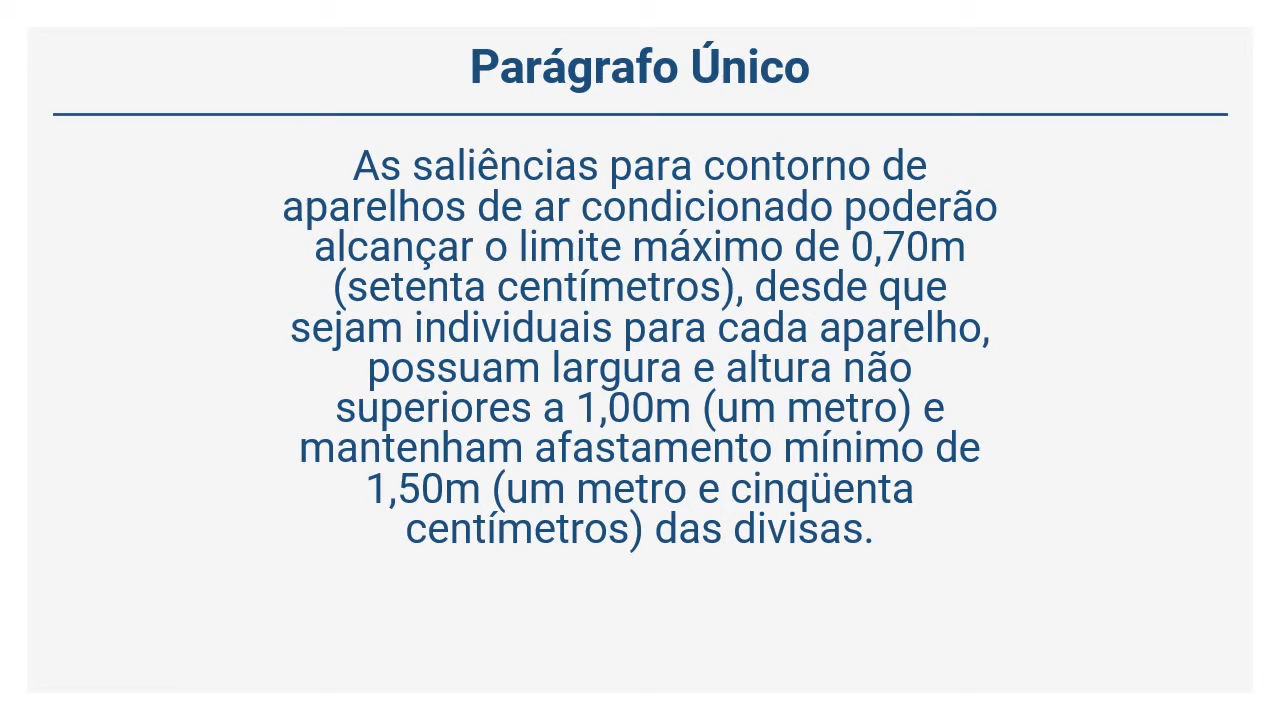 Parágrafo Único
As saliências para contorno de
aparelhos de ar condicionado poderão
alcançar o limite máximo de 0,70m
(setenta centímetros), desde que
sejam individuais para cada aparelho,
possuam largura e altura não
superiores a 1,00m (um metro) e
mantenham afastamento mínimo de
1,50m (um metro e cinqüenta
centímetros) das divisas.